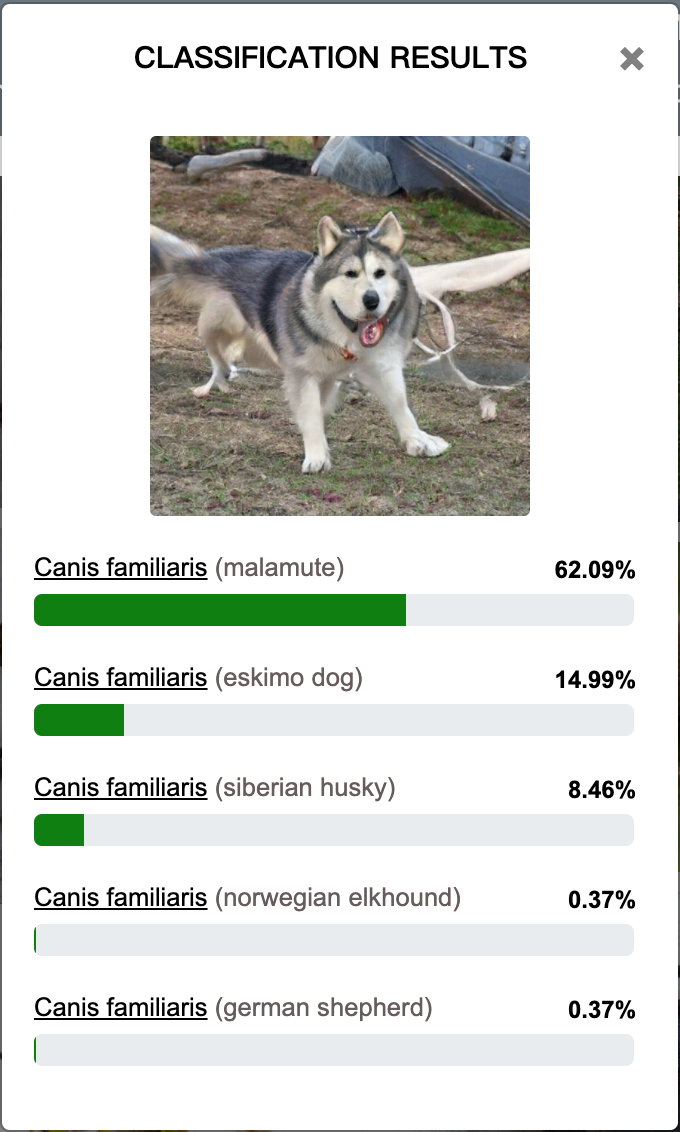 CLASSIFICATION RESULTS
Canis familiaris (malamute) 62.09%
Canis familiaris (eskimo dog) 14.99%
Canis familiaris (siberian husky) 8.46%
Canis familiaris (norwegian elkhound) 0.37%
Canis familiaris (german shepherd) 0.37%